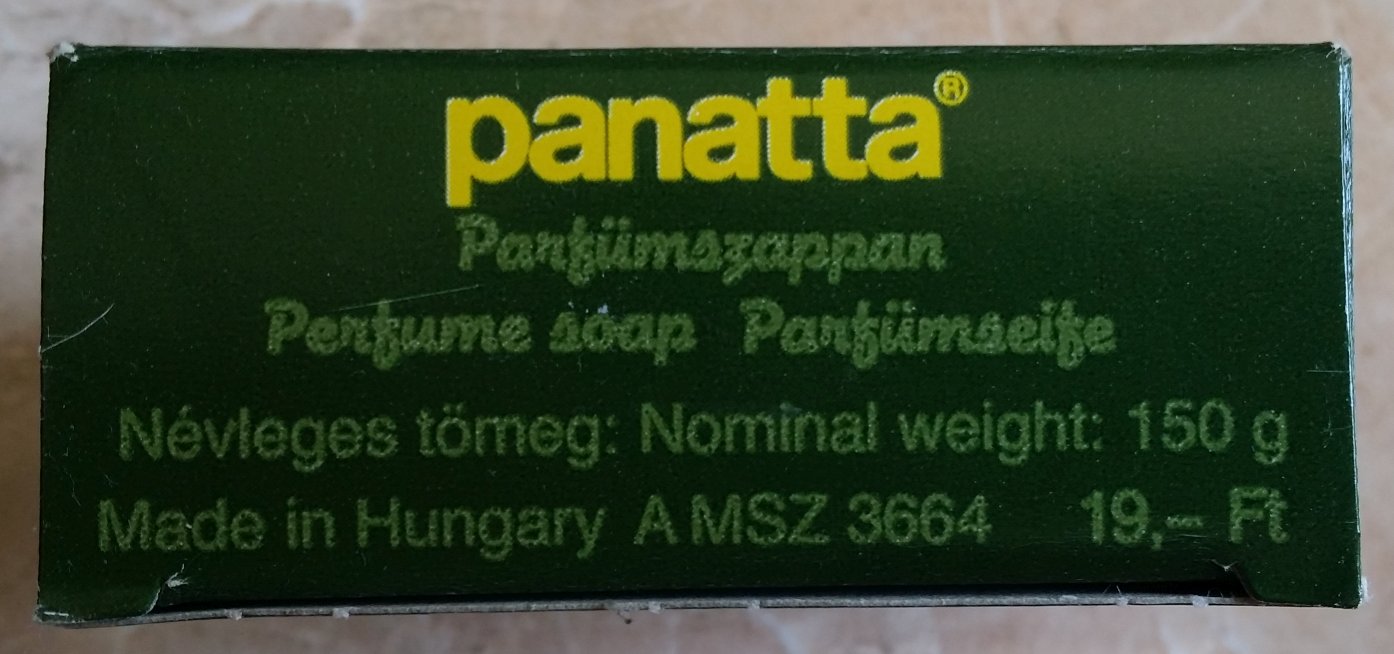 panatta®
Parfümszappan
Perfume soap Parfümseife
Névleges tömeg: Nominal weight: 150 g
Made in Hungary A MSZ 3664 19,– Ft